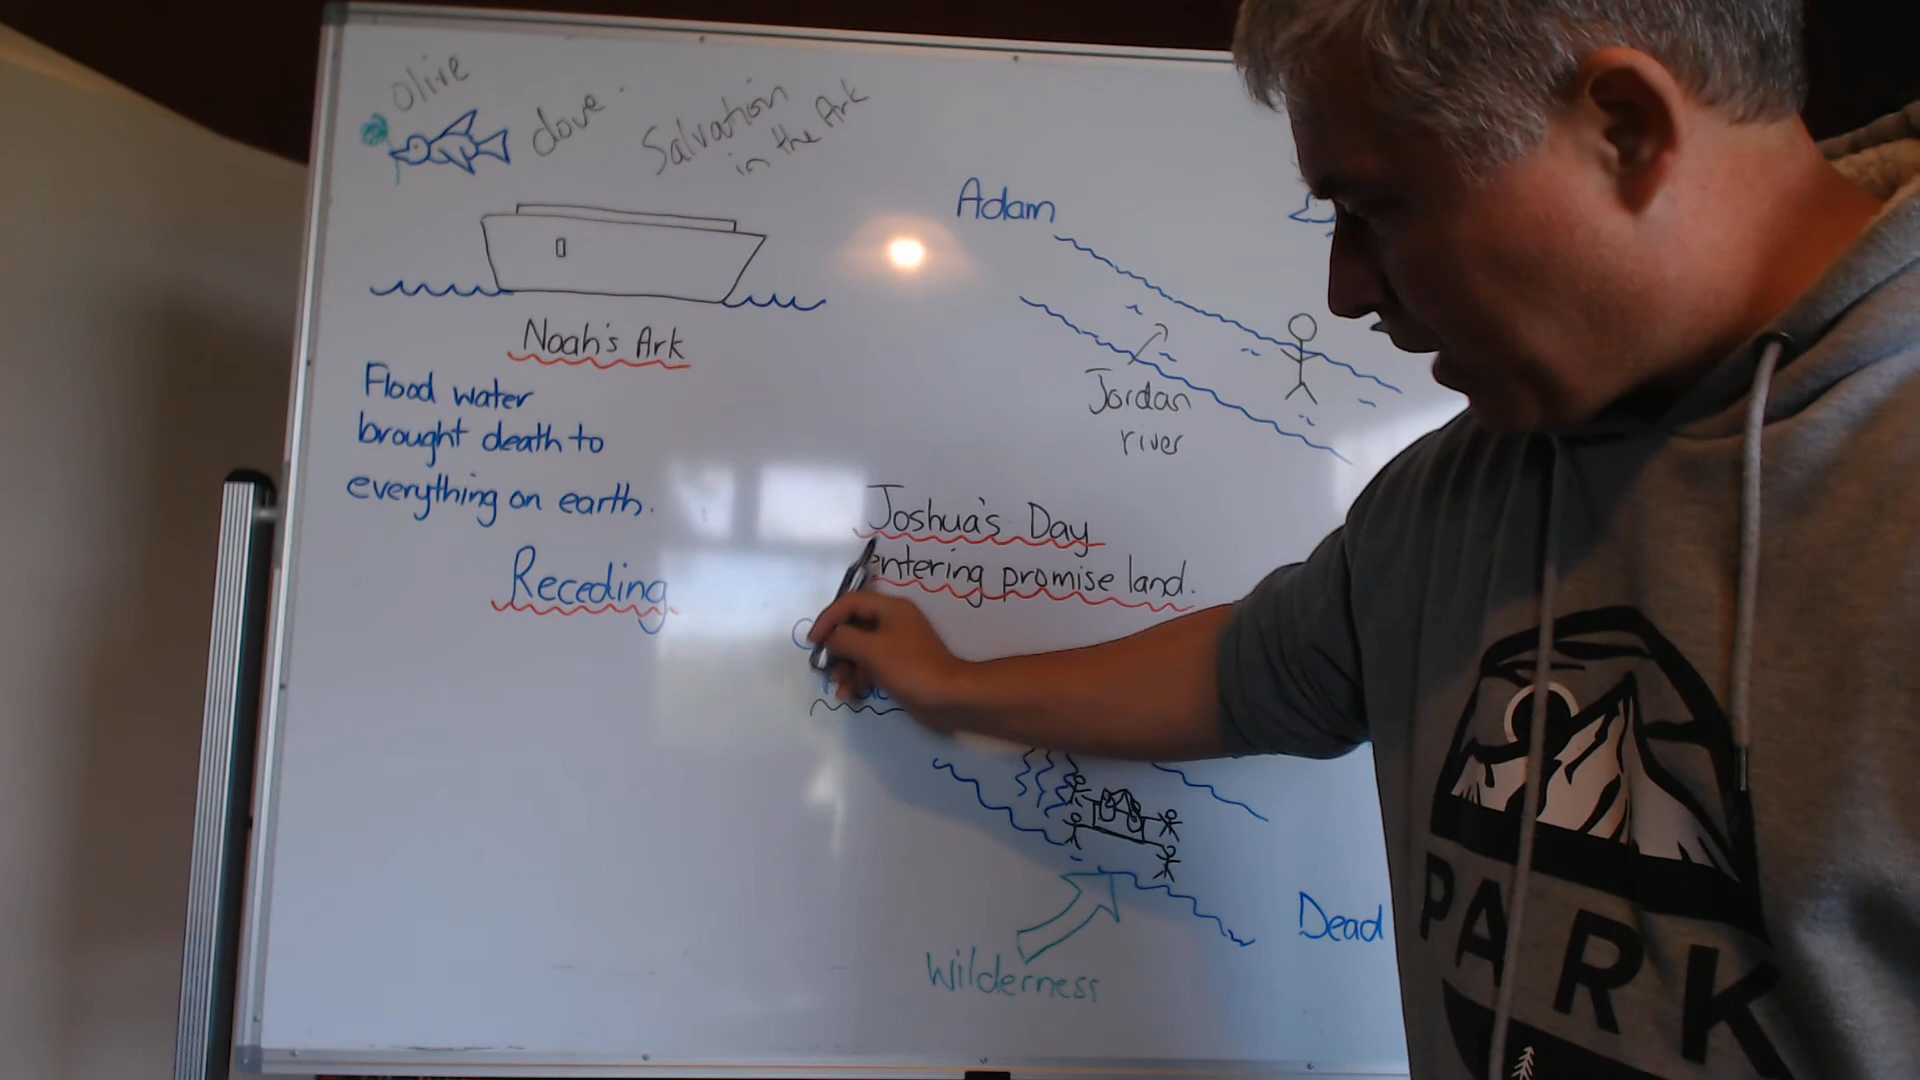 olive
dove.
Salvation
in the Ark
Noah's Ark
Flood water
brought death to
everything on earth.
Receding
Adam
Jordan
river
Joshua's Day
entering promise land.
Wilderness
Dead
PARK